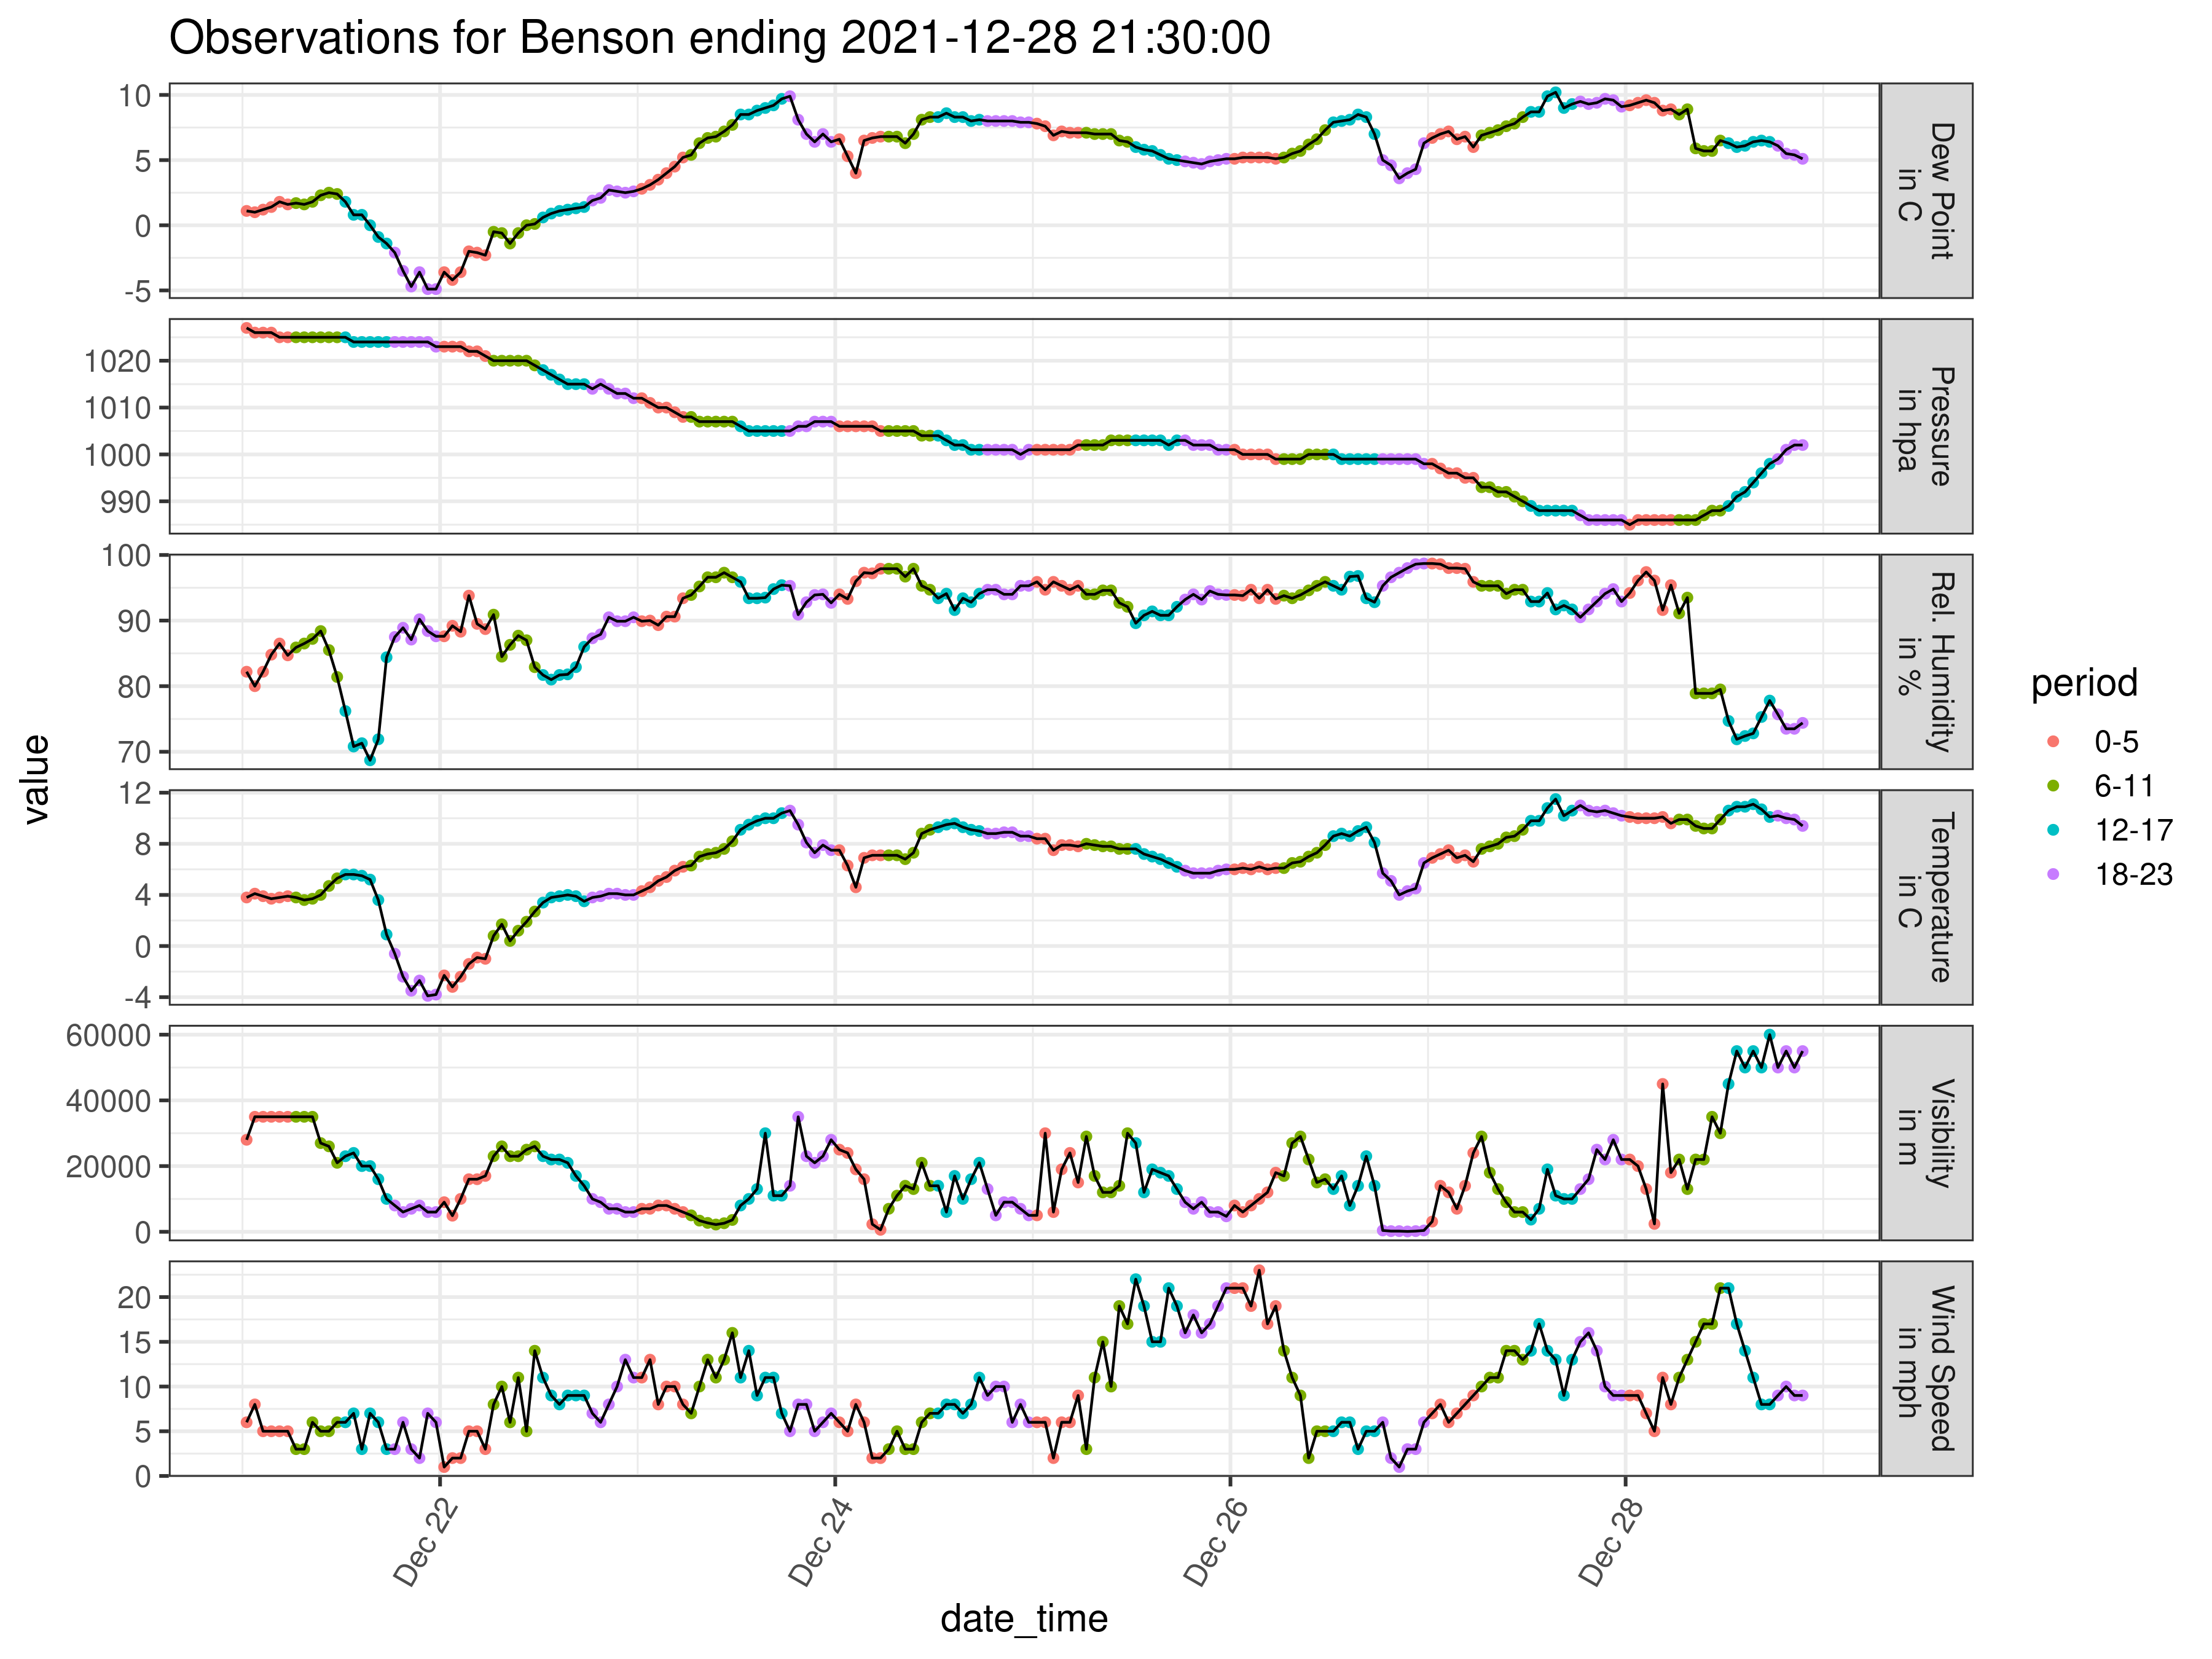 Observations for Benson ending 2021-12-28 21:30:00
10
5
0
-5
Dew Point
in C
1020
1010
1000
990
Pressure
in hpa
100
90
80
70
Rel. Humidity
in %
12
8
4
0
-4
Temperature
in C
60000
40000
20000
0
Visibility
in m
20
15
10
5
0
Wind Speed
in mph
value
Dec 22
Dec 24
Dec 26
Dec 28
date_time
period
0-5
6-11
12-17
18-23